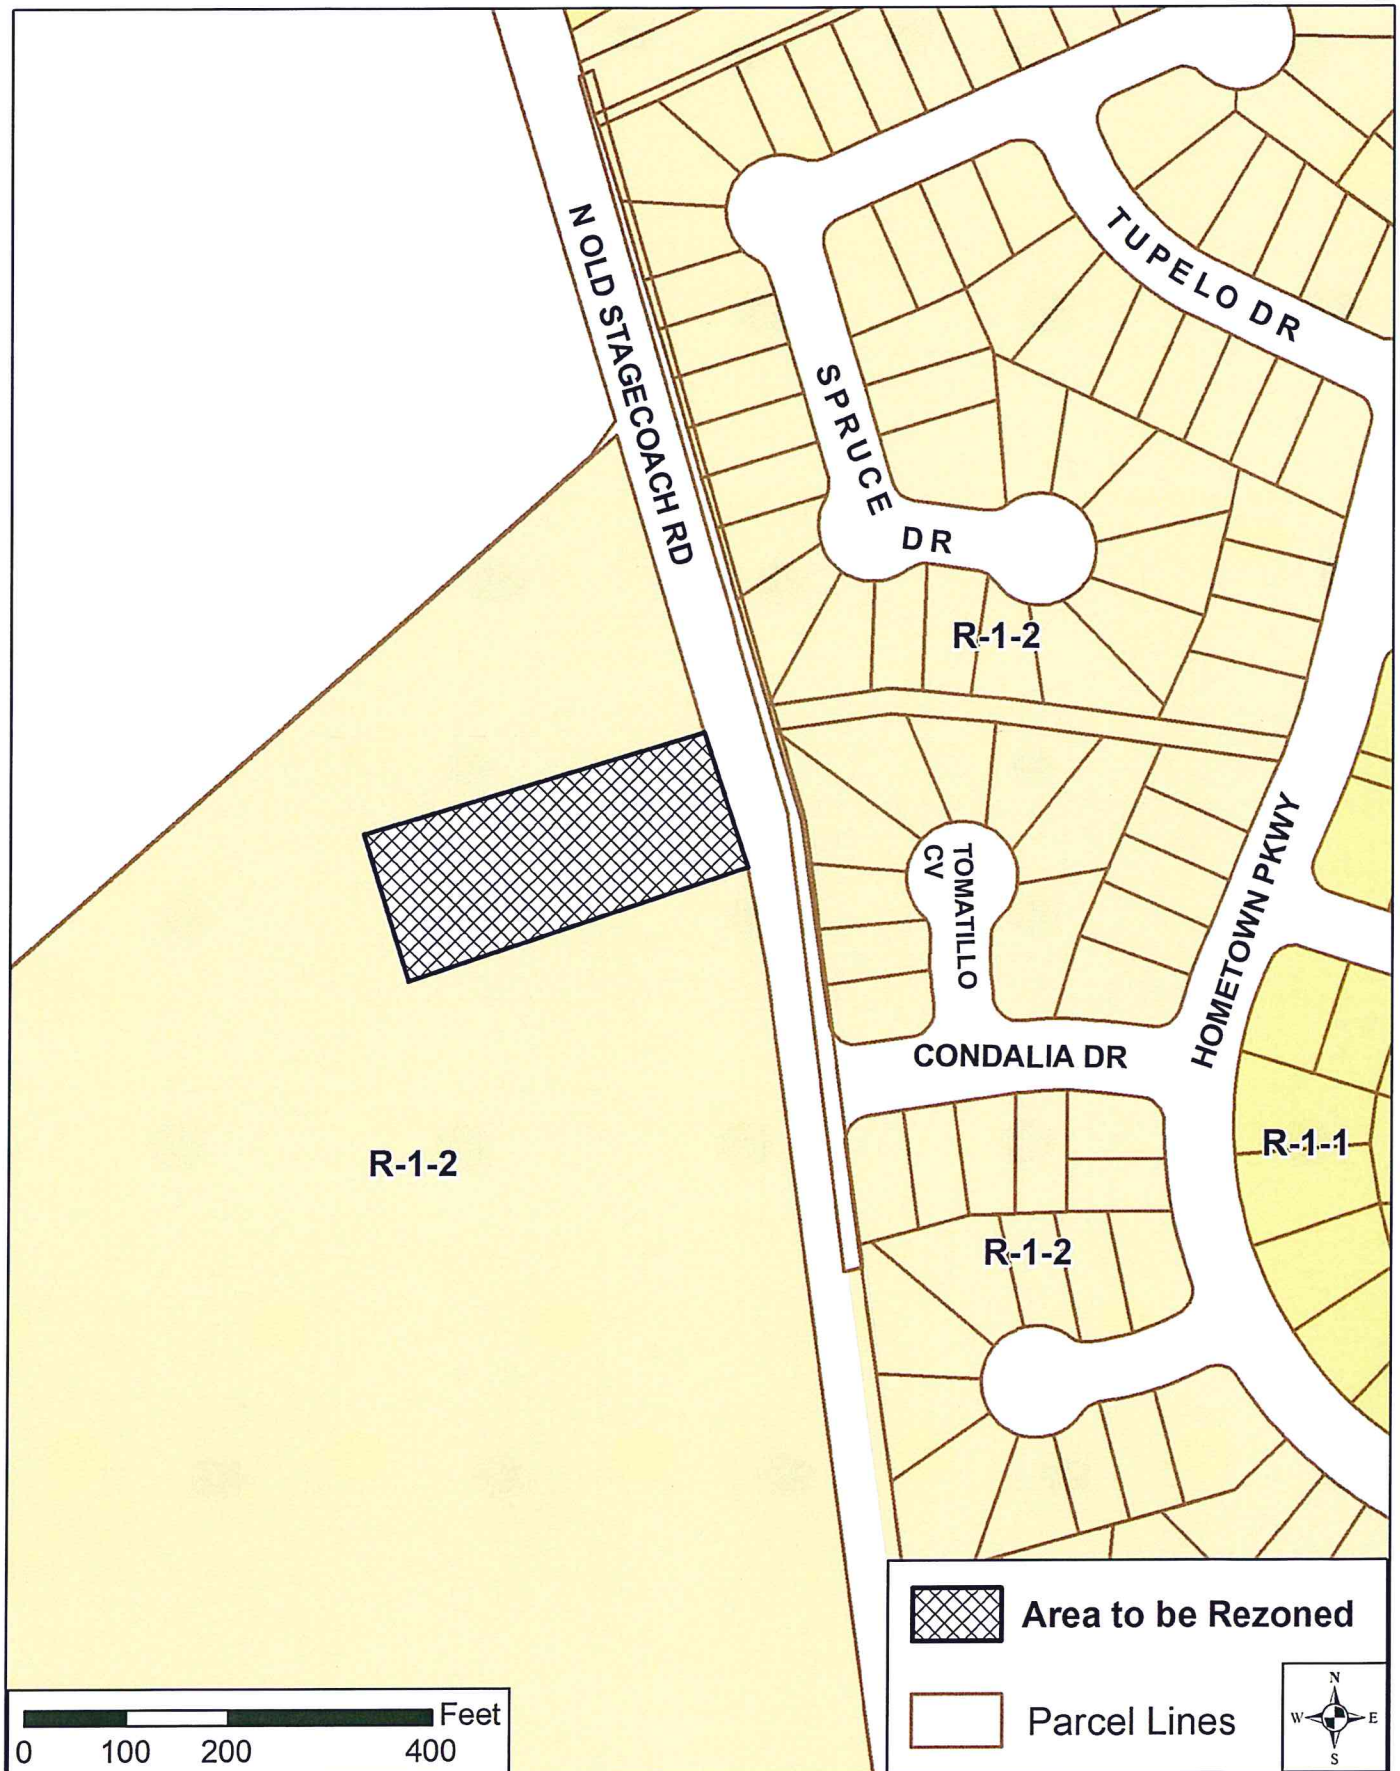 N OLD STAGECOACH RD
TUPELO DR
SPRUCE
DR
R-1-2
TOMATILLO
CV
HOMETOWN PKWY
CONDALIA DR
R-1-2
R-1-1
R-1-2
Area to be Rezoned
Parcel Lines
N
W E
S
Feet
0 100 200 400